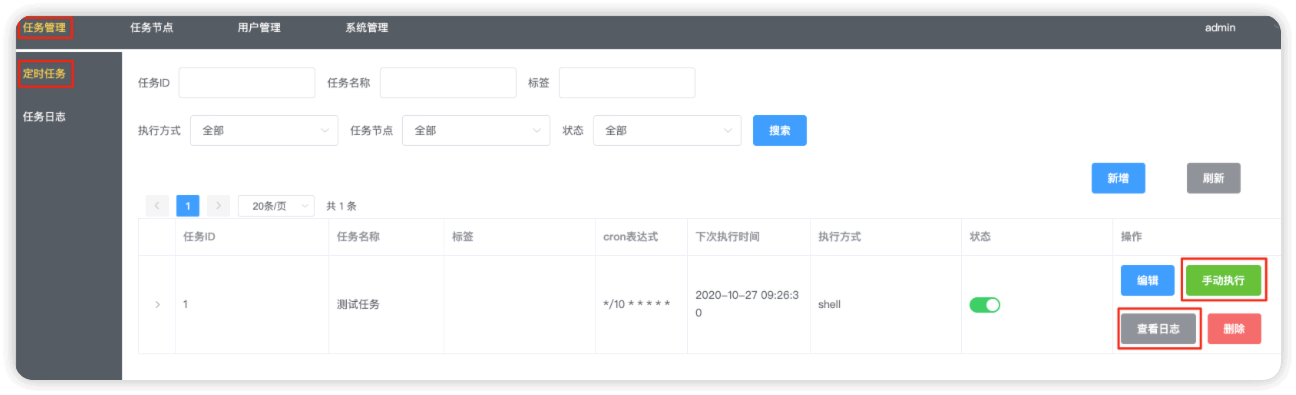 任务管理 任务节点 用户管理 系统管理 admin
定时任务
任务日志
任务ID 任务名称 标签
执行方式 全部 任务节点 全部 状态 全部 搜索
新增 刷新
1 20条/页 共 1 条
任务ID 任务名称 标签 cron表达式 下次执行时间 执行方式 状态 操作
1 测试任务 */10 * * * * * 2020-10-27 09:26:3 shell 编辑 手动执行
0
查看日志 删除